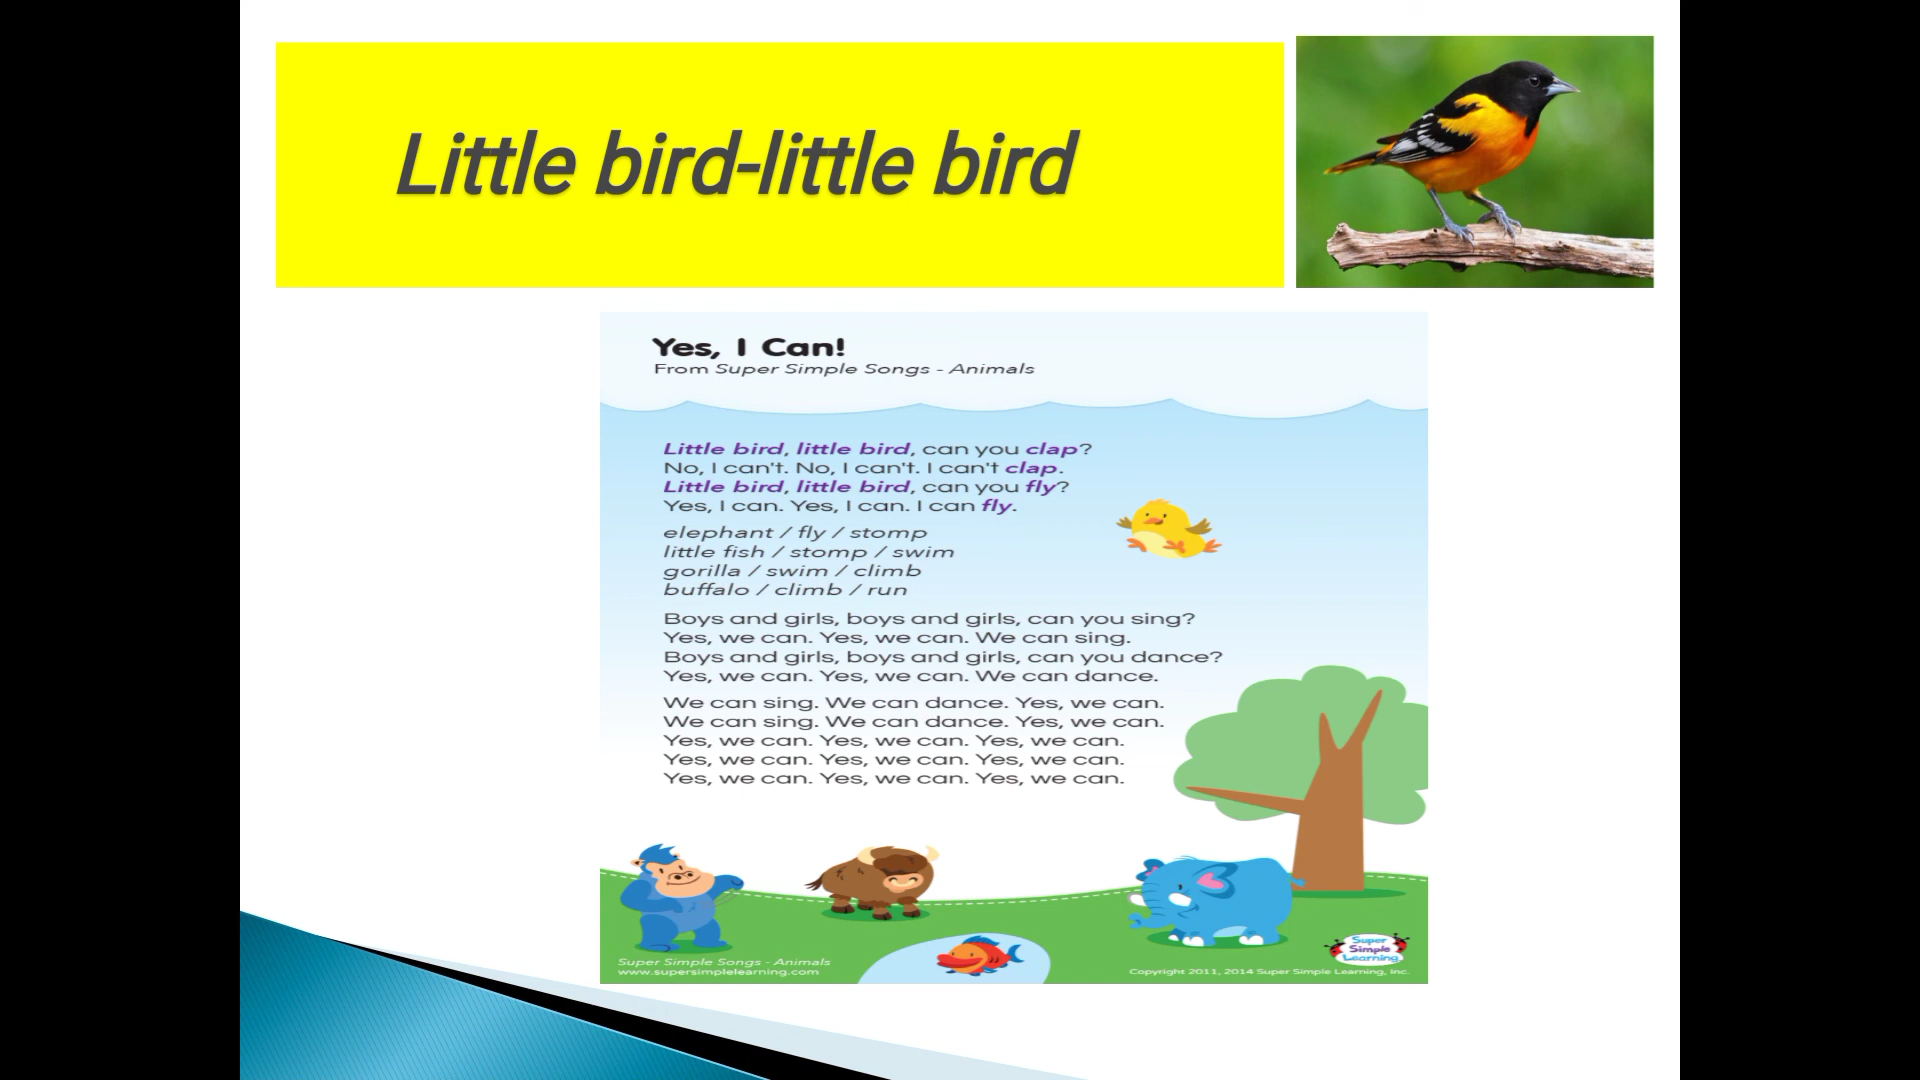 Little bird-little bird
Yes, I Can!
From Super Simple Songs - Animals
Little bird, little bird, can you clap?
No, I can't. No, I can't. I can't clap.
Little bird, little bird, can you fly?
Yes, I can. Yes, I can. I can fly.
elephant / fly / stomp
little fish / stomp / swim
gorilla / swim / climb
buffalo / climb / run
Boys and girls, boys and girls, can you sing?
Yes, we can. Yes, we can. We can sing.
Boys and girls, boys and girls, can you dance?
Yes, we can. Yes, we can. We can dance.
We can sing. We can dance. Yes, we can.
We can sing. We can dance. Yes, we can.
Yes, we can. Yes, we can. Yes, we can.
Yes, we can. Yes, we can. Yes, we can.
Yes, we can. Yes, we can. Yes, we can.
Super Simple Songs - Animals
www.supersimplelearning.com
Super
Simple
Learning
Copyright 2011, 2014 Super Simple Learning, Inc.